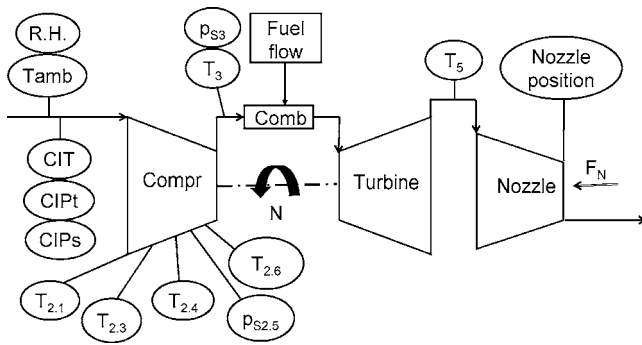 R.H.
Tamb
CIT
CIPt
CIPs
pS3
T3
Fuel
flow
Comb
T5
Nozzle
position
Compr
N
Turbine
Nozzle
FN
T2.1
T2.3
T2.4
pS2.5
T2.6